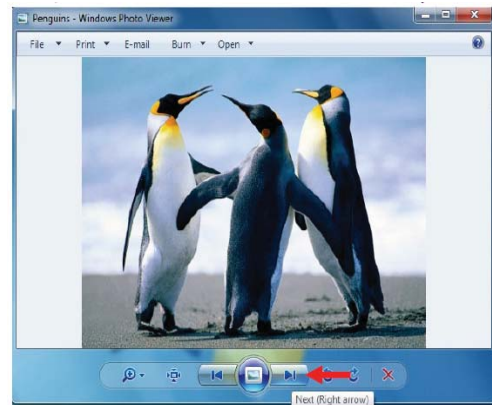 Penguins - Windows Photo Viewer
File Print E-mail Burn Open
Next (Right arrow)